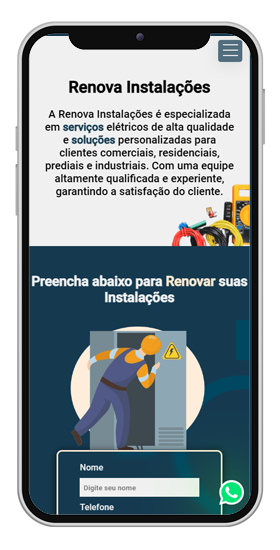 Renova Instalações
A Renova Instalações é especializada
em serviços elétricos de alta qualidade
e soluções personalizadas para
clientes comerciais, residenciais,
prediais e industriais. Com uma equipe
altamente qualificada e experiente,
garantindo a satisfação do cliente.
Preencha abaixo para Renovar suas
Instalações
Nome
Digite seu nome
Telefone